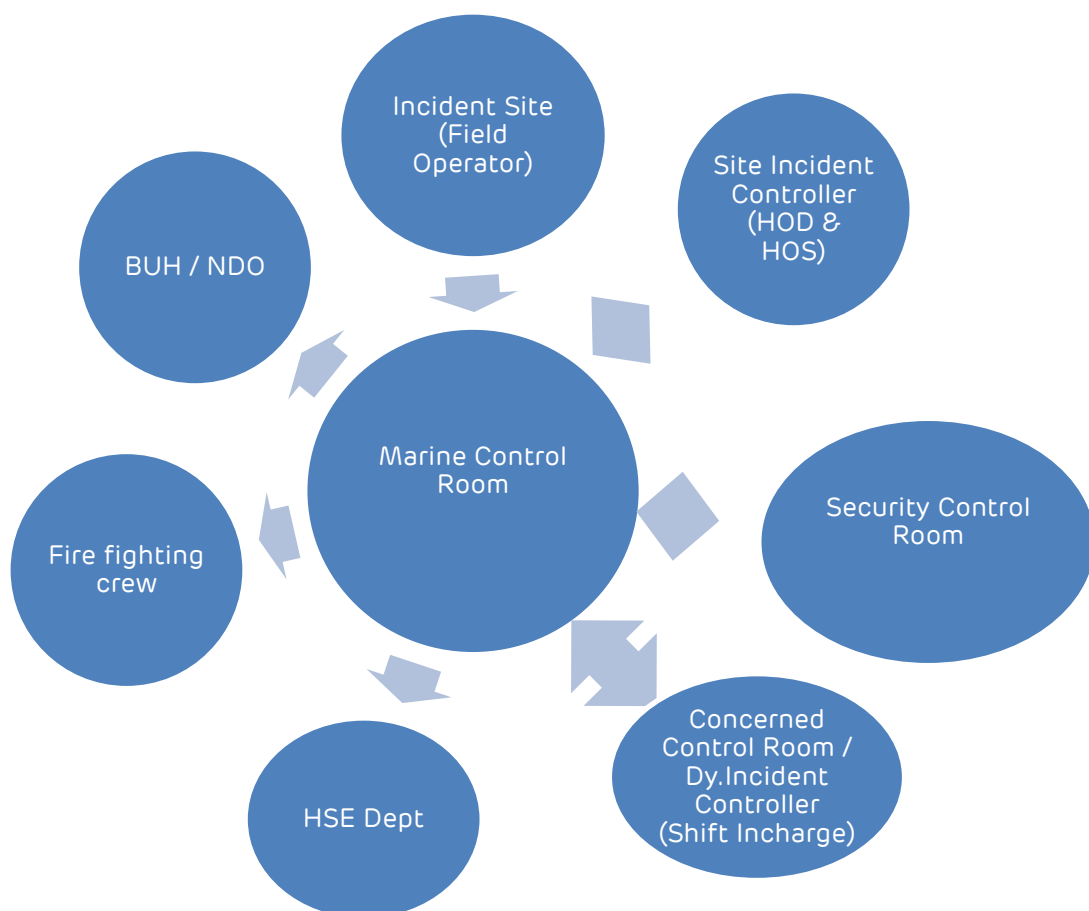 Incident Site
(Field
Operator)
Site Incident
Controller
(HOD &
HOS)
BUH / NDO
Marine Control
Room
Security Control
Room
Fire fighting
crew
Concerned
Control Room /
Dy.Incident
Controller
(Shift Incharge)
HSE Dept